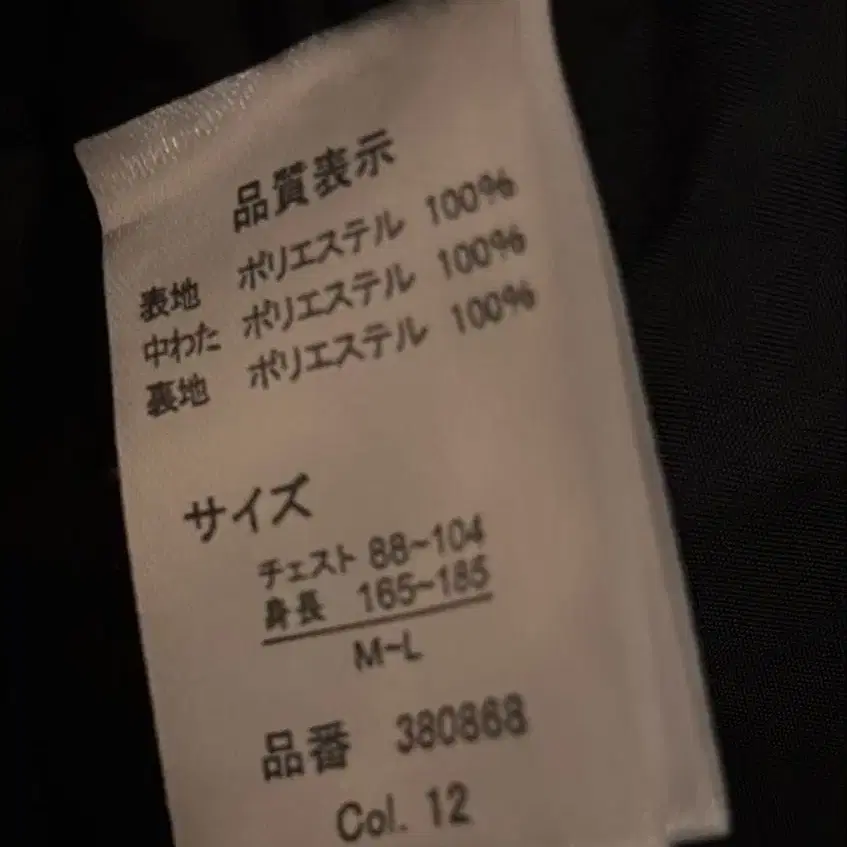 品質表示
表地 ポリエステル 100%
中わた ポリエステル 100%
裏地 ポリエステル 100%
サイズ
チェスト 88~104
身長 165~185
M-L
品番 380868
Col. 12